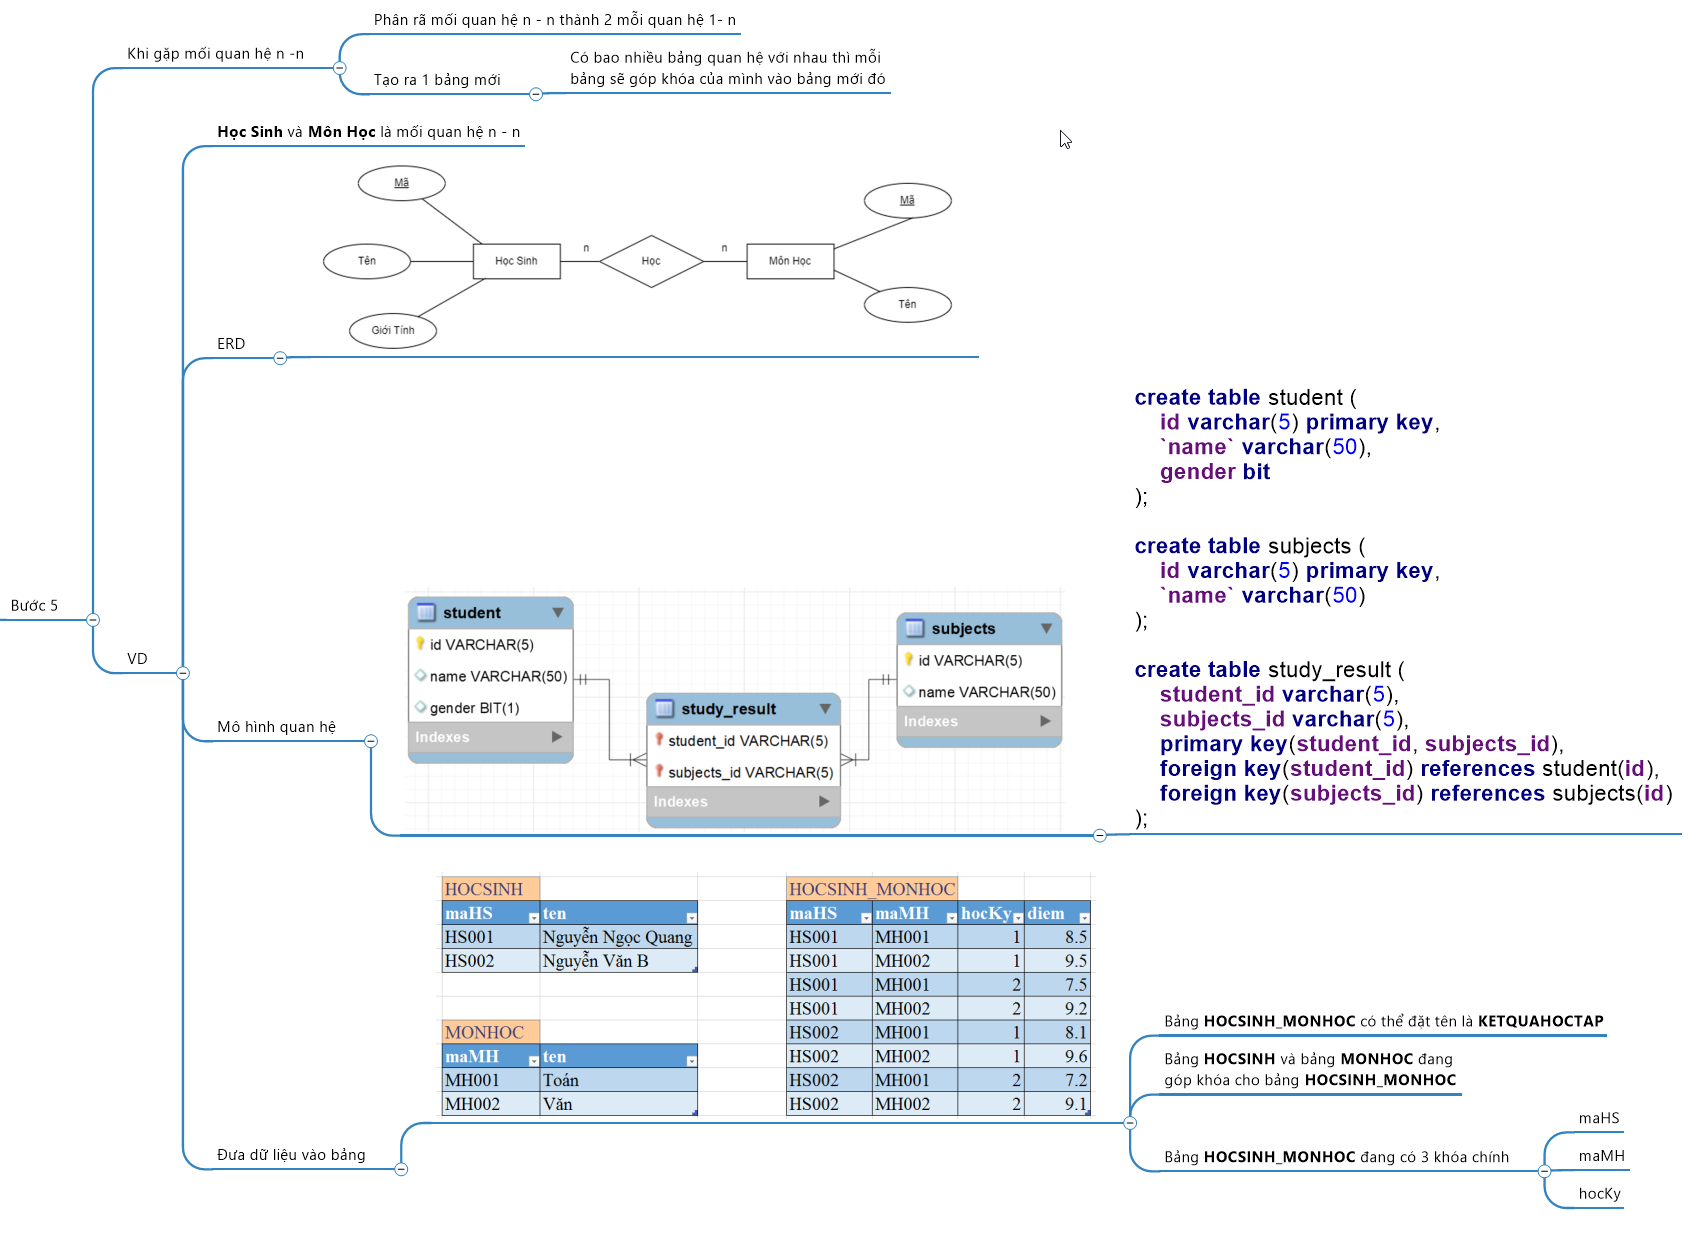 Bước 5
Khi gặp mối quan hệ n -n
Phân rã mối quan hệ n - n thành 2 mỗi quan hệ 1- n
Tạo ra 1 bảng mới
Có bao nhiều bảng quan hệ với nhau thì mỗi
bảng sẽ góp khóa của mình vào bảng mới đó
VD
Học Sinh và Môn Học là mối quan hệ n - n
ERD
Mã
Tên
Giới Tính
Học Sinh
n
Học
n
Môn Học
Mã
Tên
Mô hình quan hệ
student
id VARCHAR(5)
name VARCHAR(50)
gender BIT(1)
Indexes
study_result
student_id VARCHAR(5)
subjects_id VARCHAR(5)
Indexes
subjects
id VARCHAR(5)
name VARCHAR(50)
Indexes
create table student (
id varchar(5) primary key,
`name` varchar(50),
gender bit
);
create table subjects (
id varchar(5) primary key,
`name` varchar(50)
);
create table study_result (
student_id varchar(5),
subjects_id varchar(5),
primary key(student_id, subjects_id),
foreign key(student_id) references student(id),
foreign key(subjects_id) references subjects(id)
);
Đưa dữ liệu vào bảng
HOCSINH
maHS ten
HS001 Nguyễn Ngọc Quang
HS002 Nguyễn Văn B
MONHOC
maMH ten
MH001 Toán
MH002 Văn
HOCSINH_MONHOC
maHS maMH hocKy diem
HS001 MH001 1 8.5
HS001 MH002 1 9.5
HS001 MH001 2 7.5
HS001 MH002 2 9.2
HS002 MH001 1 8.1
HS002 MH002 1 9.6
HS002 MH001 2 7.2
HS002 MH002 2 9.1
Bảng HOCSINH_MONHOC có thể đặt tên là KETQUAHOCTAP
Bảng HOCSINH và bảng MONHOC đang
góp khóa cho bảng HOCSINH_MONHOC
Bảng HOCSINH_MONHOC đang có 3 khóa chính
maHS
maMH
hocKy